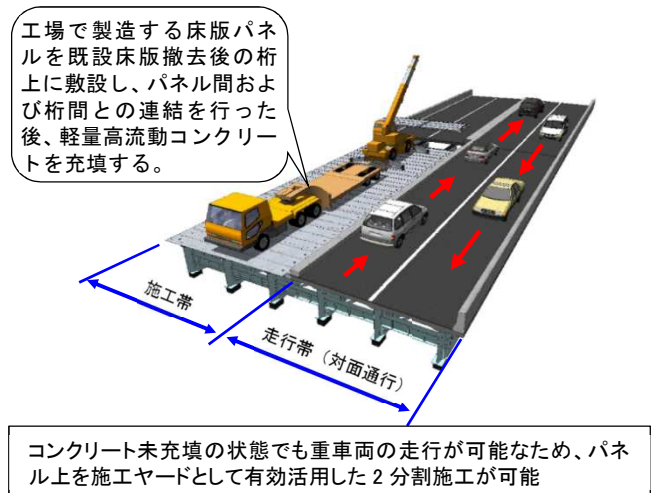 工場で製造する床版パネ
ルを既設床版撤去後の桁
上に敷設し、パネル間およ
び桁間との連結を行った
後、軽量高流動コンクリー
トを充填する。
施工帯
走行帯（対面通行）
コンクリート未充填の状態でも重車両の走行が可能なため、パネ
ル上を施工ヤードとして有効活用した２分割施工が可能